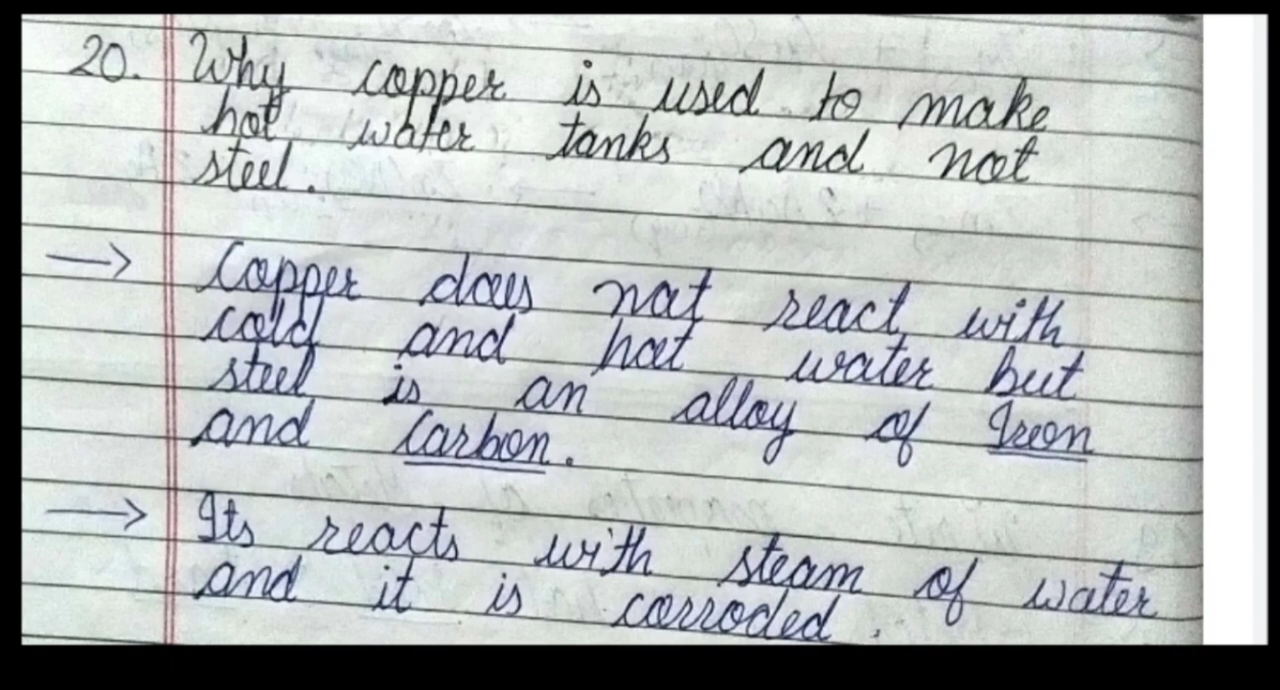 20. Why copper is used to make
hot water tanks and not
steel.
→ Copper does not react with
cold and hot water but
steel is an alloy of Iron
and Carbon.
→ Its reacts with steam of water
and it is corroded.